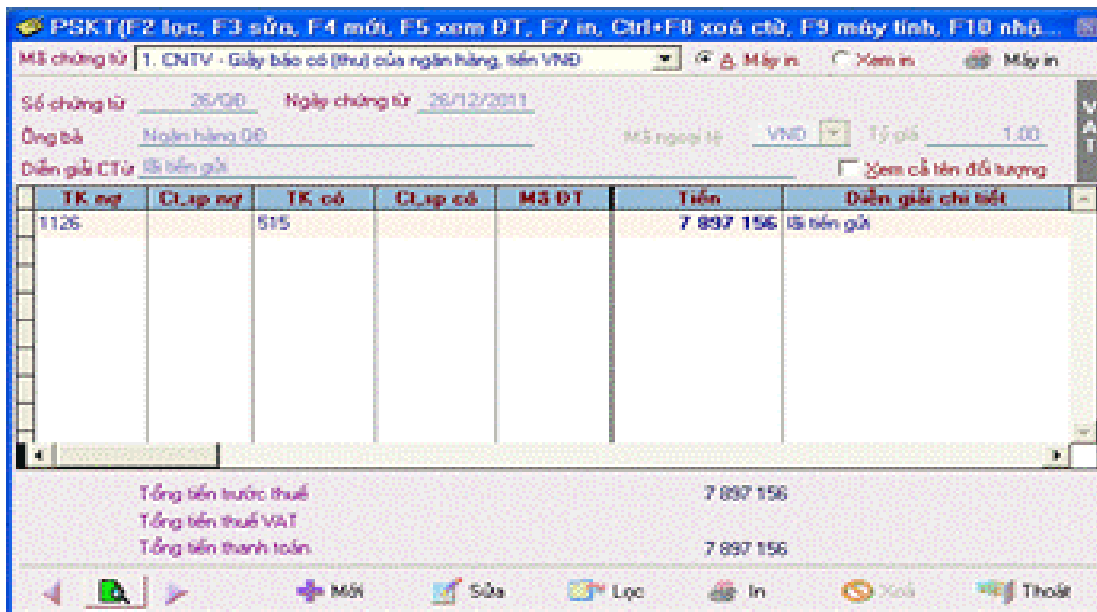 PSKT(F2 lọc, F3 sửa, F4 mới, F5 xem ĐT, F7 in, Ctrl+F8 xoá ctừ, F9 máy tính, F10 nhậ...
Mã chứng từ 1. CNTV - Giấy báo có (thu) của ngân hàng, tiền VNĐ A. Máy in Xem in Máy in
Số chứng từ 26/QĐ Ngày chứng từ 26/12/2011
Ông bà Ngân hàng QĐ Mã ngoại tệ VNĐ Tỷ giá 1.00
VAT
Diễn giải CTừ lãi tiền gửi Xem cả tên đối tượng
TK nợ Ct_sp nợ TK có Ct_sp có Mã ĐT Tiền Diễn giải chi tiết
1126 515 7 897 156 lãi tiền gửi
Tổng tiền trước thuế 7 897 156
Tổng tiền thuế VAT
Tổng tiền thanh toán 7 897 156
Mới Sửa Lọc In Xoá Thoát